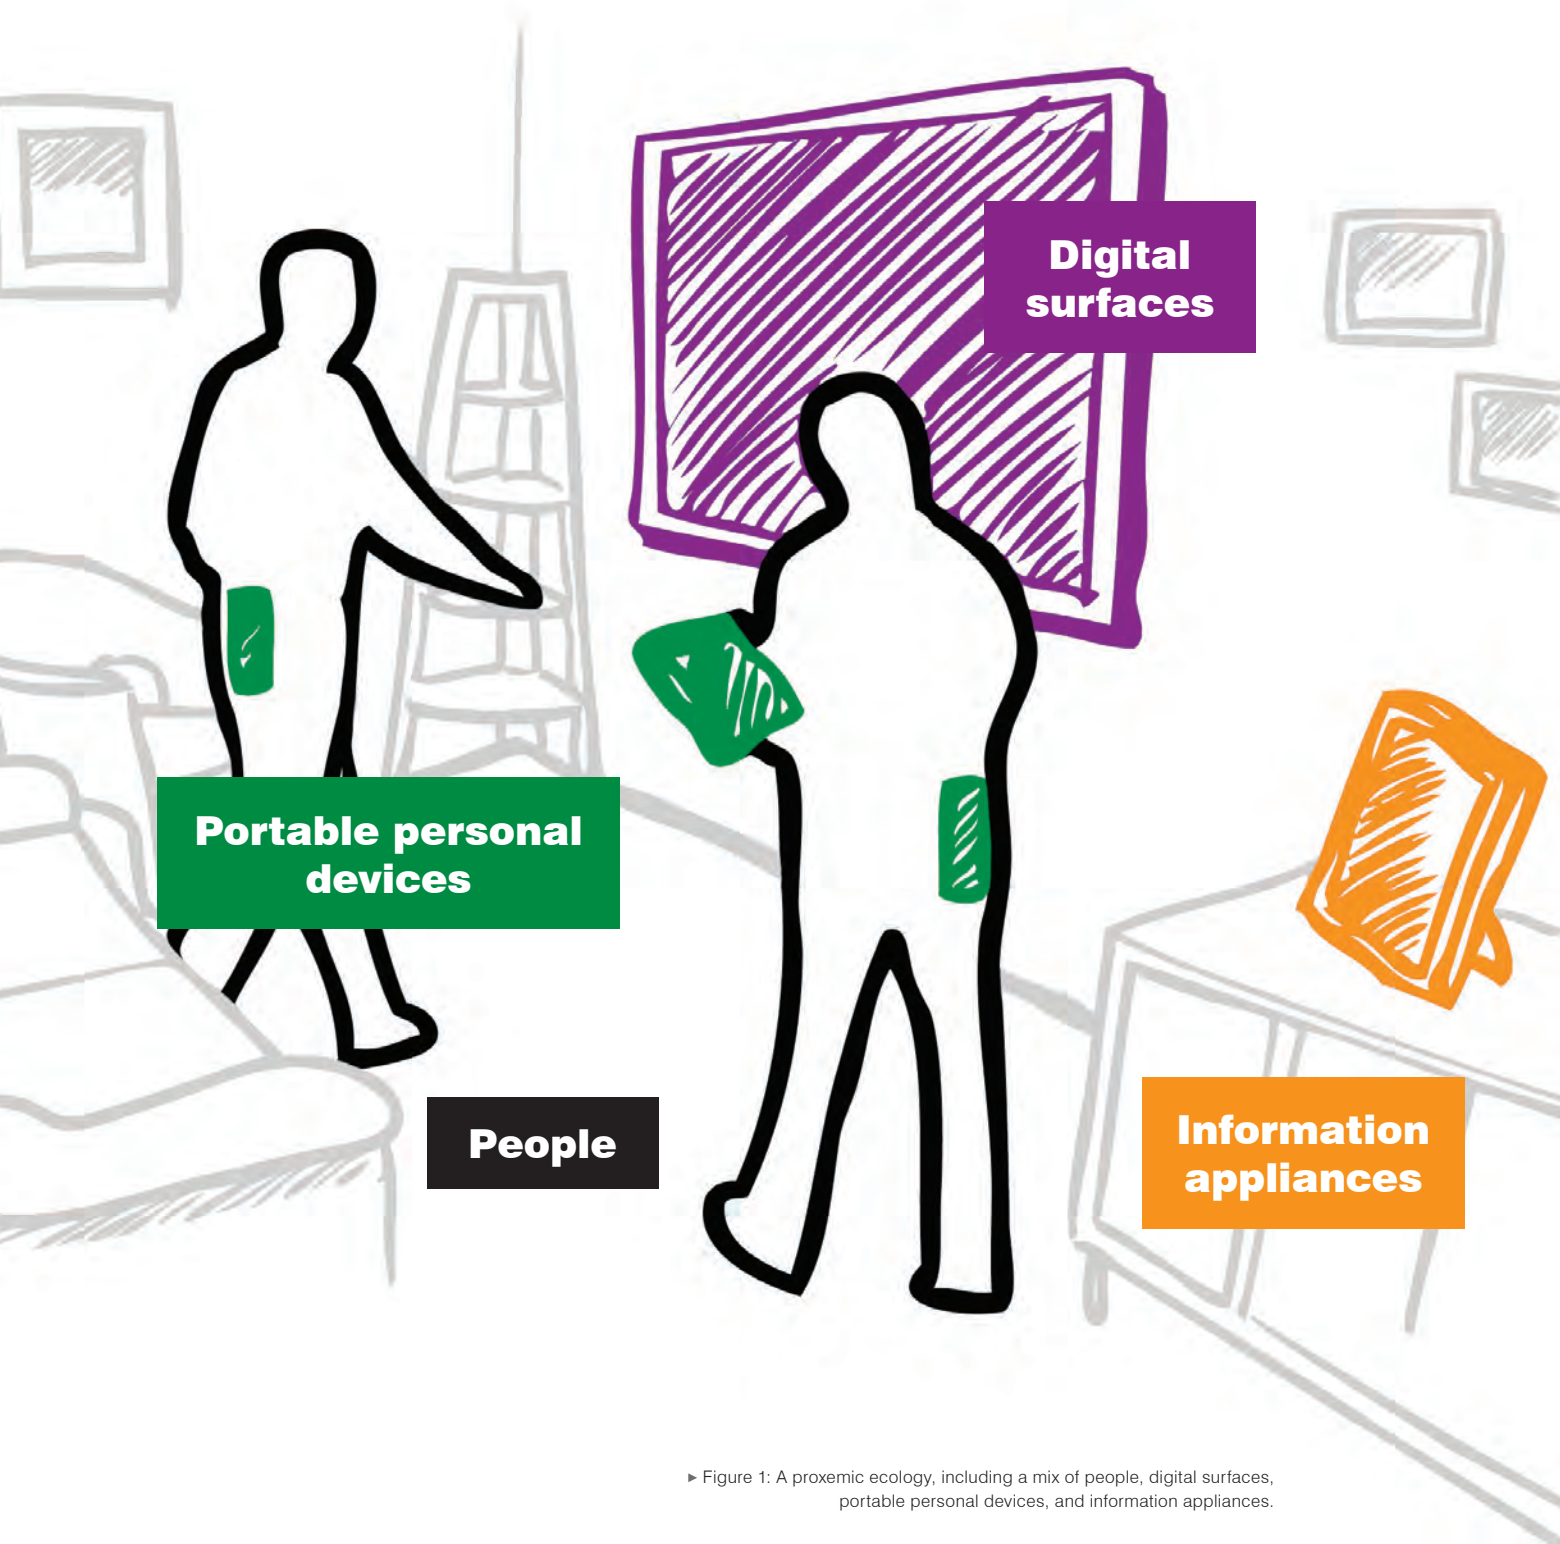 Digital
surfaces
Portable personal
devices
People
Information
appliances
▸ Figure 1: A proxemic ecology, including a mix of people, digital surfaces,
portable personal devices, and information appliances.